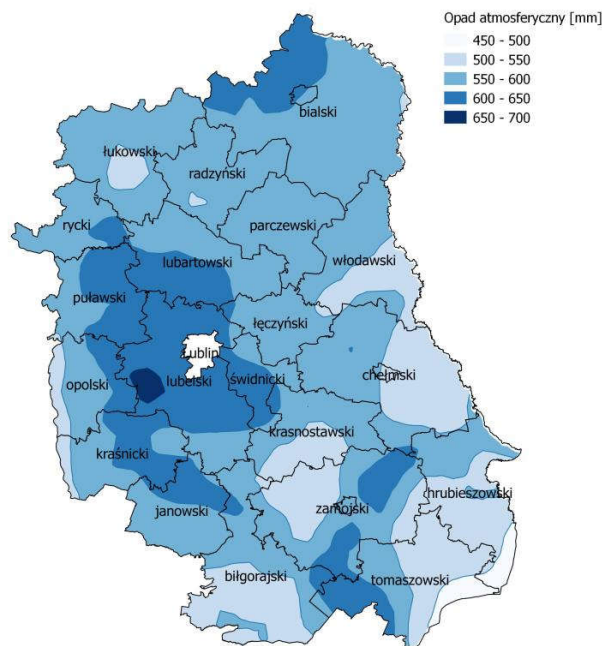 Opad atmosferyczny [mm]
450 - 500
500 - 550
550 - 600
600 - 650
650 - 700
bialski
łukowski
radzyński
rycki
parczewski
lubartowski
włodawski
puławski
łęczyński
Lublin
opolski
lubelski
świdnicki
chełmski
krasnostawski
kraśnicki
janowski
zamojski
hrubieszowski
biłgorajski
tomaszowski